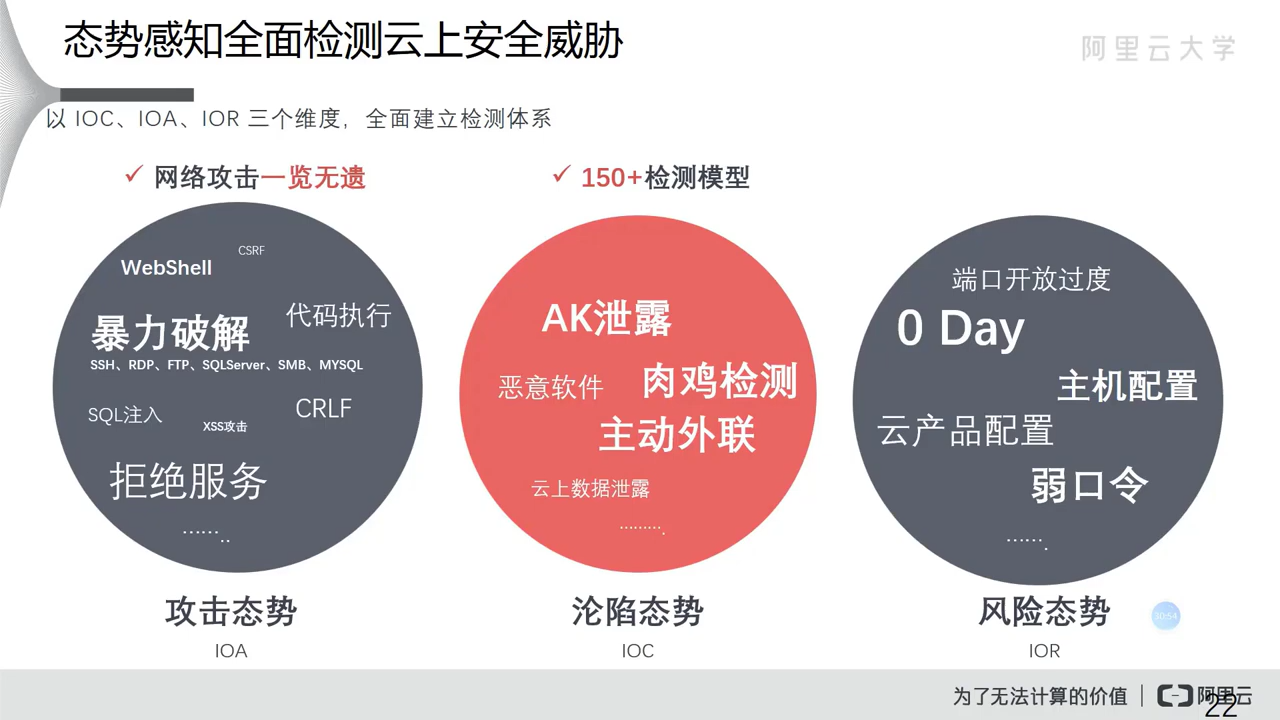 态势感知全面检测云上安全威胁
阿里云大学
以 IOC、IOA、IOR 三个维度，全面建立检测体系
✓ 网络攻击一览无遗
✓ 150+检测模型
CSRF
WebShell
代码执行
暴力破解
SSH、RDP、FTP、SQLServer、SMB、MYSQL
CRLF
SQL注入
XSS攻击
拒绝服务
……..
AK泄露
肉鸡检测
恶意软件
主动外联
云上数据泄露
……….
端口开放过度
0 Day
主机配置
云产品配置
弱口令
…….
攻击态势
IOA
沦陷态势
IOC
风险态势
IOR
30:54
为了无法计算的价值 | 阿里云
22